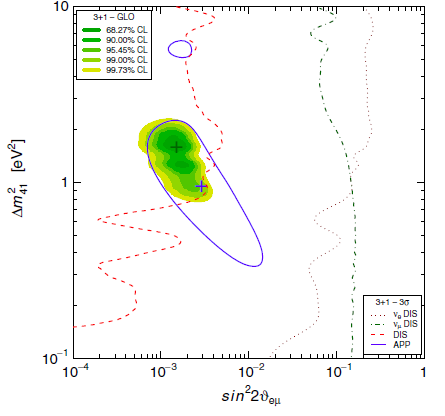 10
3+1 − GLO
68.27% CL
90.00% CL
95.45% CL
99.00% CL
99.73% CL
Δm²₄₁ [eV²]
1
3+1 − 3σ
νe DIS
νμ DIS
DIS
APP
10⁻¹
10⁻⁴ 10⁻³ 10⁻² 10⁻¹ 1
sin²2ϑeμ